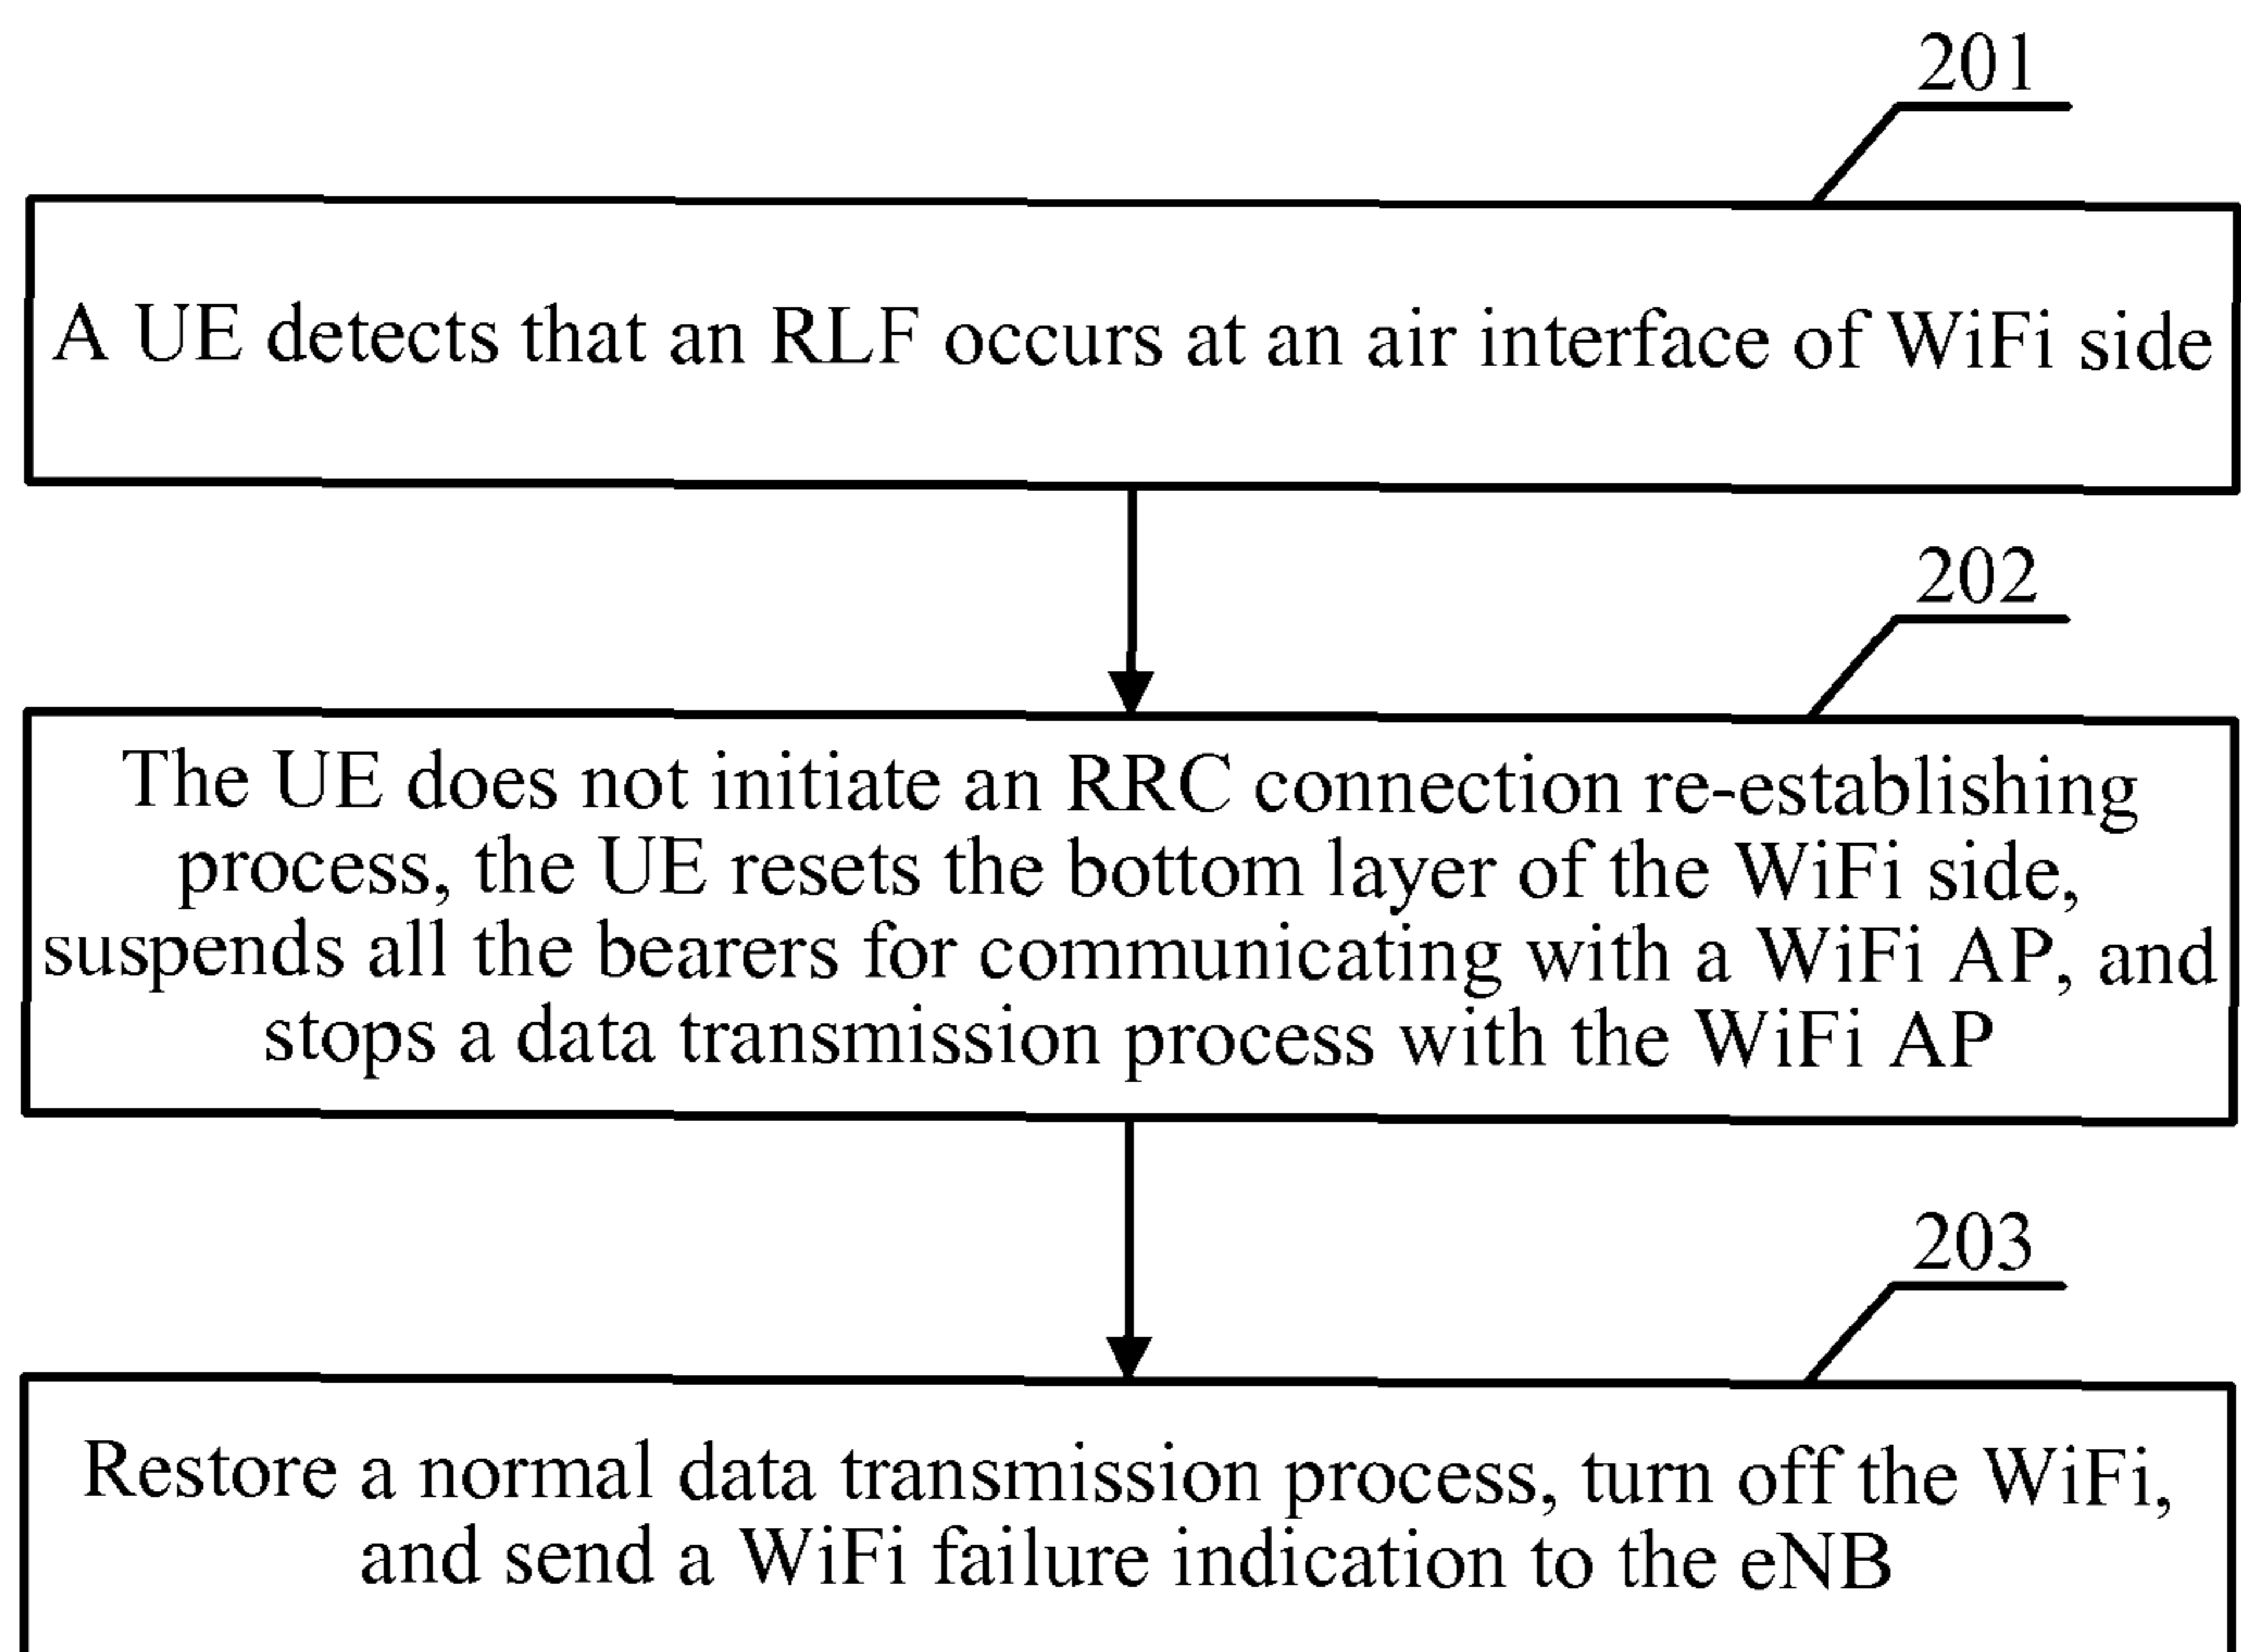 201
A UE detects that an RLF occurs at an air interface of WiFi side
202
The UE does not initiate an RRC connection re-establishing
process, the UE resets the bottom layer of the WiFi side,
suspends all the bearers for communicating with a WiFi AP, and
stops a data transmission process with the WiFi AP
203
Restore a normal data transmission process, turn off the WiFi,
and send a WiFi failure indication to the eNB